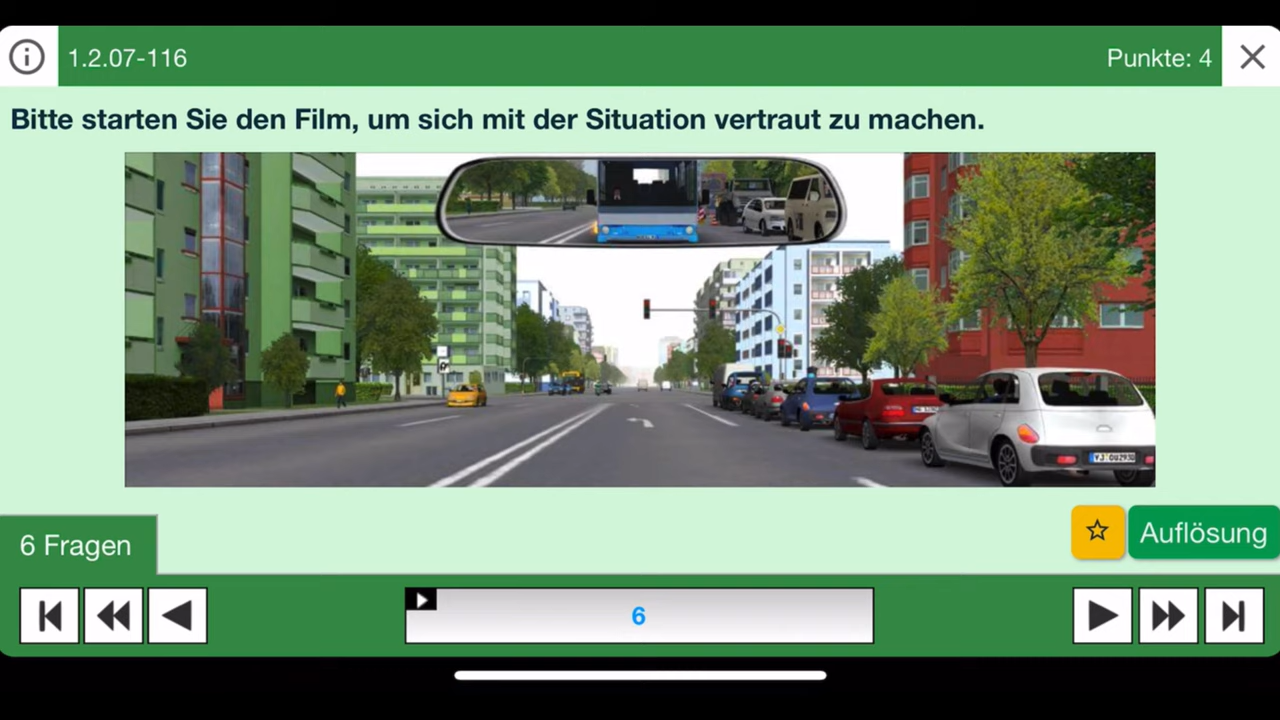 1.2.07-116
Punkte: 4
Bitte starten Sie den Film, um sich mit der Situation vertraut zu machen.
6 Fragen
Auflösung
6